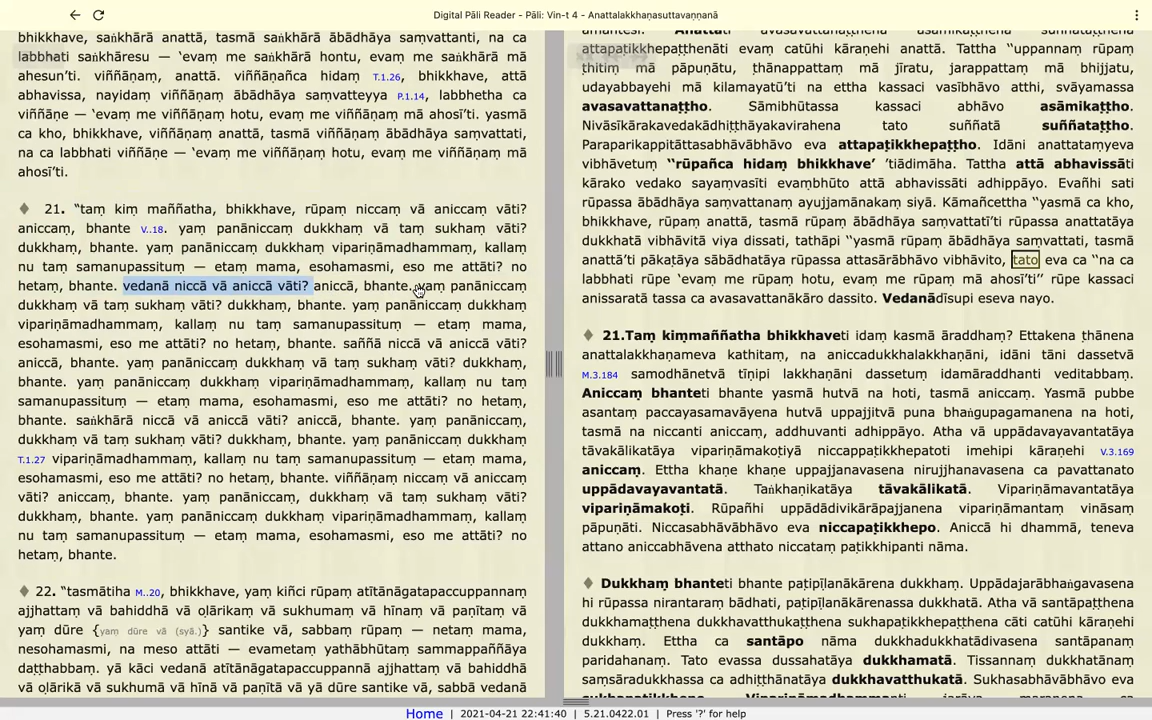 Digital Pāli Reader - Pāli: Vin-t 4 - Anattalakkhaṇasuttavaṇṇanā
bhikkhave, saṅkhārā anattā, tasmā saṅkhārā ābādhāya saṃvattanti, na ca
labbhati saṅkhāresu — ‘evaṃ me saṅkhārā hontu, evaṃ me saṅkhārā mā
ahesun’ti. viññāṇaṃ, anattā. viññāṇañca hidaṃ T.1.26, bhikkhave, attā
abhavissa, nayidaṃ viññāṇaṃ ābādhāya saṃvatteyya P.1.14, labbhetha ca
viññāṇe — ‘evaṃ me viññāṇaṃ hotu, evaṃ me viññāṇaṃ mā ahosī’ti. yasmā
ca kho, bhikkhave, viññāṇaṃ anattā, tasmā viññāṇaṃ ābādhāya saṃvattati,
na ca labbhati viññāṇe — ‘evaṃ me viññāṇaṃ hotu, evaṃ me viññāṇaṃ mā
ahosī’ti.
21. “taṃ kiṃ maññatha, bhikkhave, rūpaṃ niccaṃ vā aniccaṃ vāti?
aniccaṃ, bhante V..18. yaṃ panāniccaṃ dukkhaṃ vā taṃ sukhaṃ vāti?
dukkhaṃ, bhante. yaṃ panāniccaṃ dukkhaṃ vipariṇāmadhammaṃ, kallaṃ
nu taṃ samanupassituṃ — etaṃ mama, esohamasmi, eso me attāti? no
hetaṃ, bhante. vedanā niccā vā aniccā vāti? aniccā, bhante. yaṃ panāniccaṃ
dukkhaṃ vā taṃ sukhaṃ vāti? dukkhaṃ, bhante. yaṃ panāniccaṃ dukkhaṃ
vipariṇāmadhammaṃ, kallaṃ nu taṃ samanupassituṃ — etaṃ mama,
esohamasmi, eso me attāti? no hetaṃ, bhante. saññā niccā vā aniccā vāti?
aniccā, bhante. yaṃ panāniccaṃ dukkhaṃ vā taṃ sukhaṃ vāti? dukkhaṃ,
bhante. yaṃ panāniccaṃ dukkhaṃ vipariṇāmadhammaṃ, kallaṃ nu taṃ
samanupassituṃ — etaṃ mama, esohamasmi, eso me attāti? no hetaṃ,
bhante. saṅkhārā niccā vā aniccā vāti? aniccā, bhante. yaṃ panāniccaṃ
dukkhaṃ vā taṃ sukhaṃ vāti? dukkhaṃ, bhante. yaṃ panāniccaṃ dukkhaṃ
T.1.27 vipariṇāmadhammaṃ, kallaṃ nu taṃ samanupassituṃ — etaṃ mama,
esohamasmi, eso me attāti? no hetaṃ, bhante. viññāṇaṃ niccaṃ vā aniccaṃ
vāti? aniccaṃ, bhante. yaṃ panāniccaṃ, dukkhaṃ vā taṃ sukhaṃ vāti?
dukkhaṃ, bhante. yaṃ panāniccaṃ dukkhaṃ vipariṇāmadhammaṃ, kallaṃ
nu taṃ samanupassituṃ — etaṃ mama, esohamasmi, eso me attāti? no
hetaṃ, bhante.
22. “tasmātiha M..20, bhikkhave, yaṃ kiñci rūpaṃ atītānāgatapaccuppannaṃ
ajjhattaṃ vā bahiddhā vā oḷārikaṃ vā sukhumaṃ vā hīnaṃ vā paṇītaṃ vā
yaṃ dūre {yaṃ dūre vā (syā.)} santike vā, sabbaṃ rūpaṃ — netaṃ mama,
nesohamasmi, na meso attāti — evametaṃ yathābhūtaṃ sammappaññāya
daṭṭhabbaṃ. yā kāci vedanā atītānāgatapaccuppannā ajjhattaṃ vā bahiddhā
vā oḷārikā vā sukhumā vā hīnā vā paṇītā vā yā dūre santike vā, sabbā vedanā
attapaṭikkhepaṭṭhenāti evaṃ catūhi kāraṇehi anattā. Tattha “uppannaṃ rūpaṃ
ṭhitiṃ mā pāpuṇātu, ṭhānappattaṃ mā jīratu, jarappattaṃ mā bhijjatu,
udayabbayehi mā kilamayatū’ti na ettha kassaci vasībhāvo atthi, svāyamassa
avasavattanaṭṭho. Sāmibhūtassa kassaci abhāvo asāmikaṭṭho.
Nivāsīkārakavedakādhiṭṭhāyakavirahena tato suññatā suññataṭṭho.
Paraparikappitāttasabhāvābhāvo eva attapaṭikkhepaṭṭho. Idāni anattataṃyeva
vibhāvetuṃ “rūpañca hidaṃ bhikkhave’ ’tiādimāha. Tattha attā abhavissāti
kārako vedako sayaṃvasīti evaṃbhūto attā abhavissāti adhippāyo. Evañhi sati
rūpassa ābādhāya saṃvattanaṃ ayujjamānakaṃ siyā. Kāmañcettha “yasmā ca kho,
bhikkhave, rūpaṃ anattā, tasmā rūpaṃ ābādhāya saṃvattatī’ti rūpassa anattatāya
dukkhatā vibhāvitā viya dissati, tathāpi “yasmā rūpaṃ ābādhāya saṃvattati, tasmā
anattā’ti pākaṭāya sābādhatāya rūpassa attasārābhāvo vibhāvito, tato eva ca “na ca
labbhati rūpe ‘evaṃ me rūpaṃ hotu, evaṃ me rūpaṃ mā ahosī’ti” rūpe kassaci
anissaratā tassa ca avasavattanākāro dassito. Vedanādīsupi eseva nayo.
21.Taṃ kiṃmaññatha bhikkhaveti idaṃ kasmā āraddhaṃ? Ettakena ṭhānena
anattalakkhaṇameva kathitaṃ, na aniccadukkhalakkhaṇāni, idāni tāni dassetvā
M.3.184 samodhānetvā tīṇipi lakkhaṇāni dassetuṃ idamāraddhanti veditabbaṃ.
Aniccaṃ bhanteti bhante yasmā hutvā na hoti, tasmā aniccaṃ. Yasmā pubbe
asantaṃ paccayasamavāyena hutvā uppajjitvā puna bhaṅgupagamanena na hoti,
tasmā na niccanti aniccaṃ, addhuvanti adhippāyo. Atha vā uppādavayavantatāya
tāvakālikatāya vipariṇāmakoṭiyā niccappaṭikkhepatoti imehipi kāraṇehi V.3.169
aniccaṃ. Ettha khaṇe khaṇe uppajjanavasena nirujjhanavasena ca pavattanato
uppādavayavantatā. Taṅkhaṇikatāya tāvakālikatā. Vipariṇāmavantatāya
vipariṇāmakoṭi. Rūpañhi uppādādivikārāpajjanena vipariṇāmantaṃ vināsaṃ
pāpuṇāti. Niccasabhāvābhāvo eva niccapaṭikkhepo. Aniccā hi dhammā, teneva
attano aniccabhāvena atthato niccataṃ paṭikkhipanti nāma.
Dukkhaṃ bhanteti bhante paṭipīḷanākārena dukkhaṃ. Uppādajarābhaṅgavasena
hi rūpassa nirantaraṃ bādhati, paṭipīḷanākārenassa dukkhatā. Atha vā santāpaṭṭhena
dukkhamaṭṭhena dukkhavatthukaṭṭhena sukhapaṭikkhepaṭṭhena cāti catūhi kāraṇehi
dukkhaṃ. Ettha ca santāpo nāma dukkhadukkhatādivasena santāpanaṃ
paridahanaṃ. Tato evassa dussahatāya dukkhamatā. Tissannaṃ dukkhatānaṃ
saṃsāradukkhassa ca adhiṭṭhānatāya dukkhavatthukatā. Sukhasabhāvābhāvo eva
Home | 2021-04-21 22:41:40 | 5.21.0422.01 | Press '?' for help